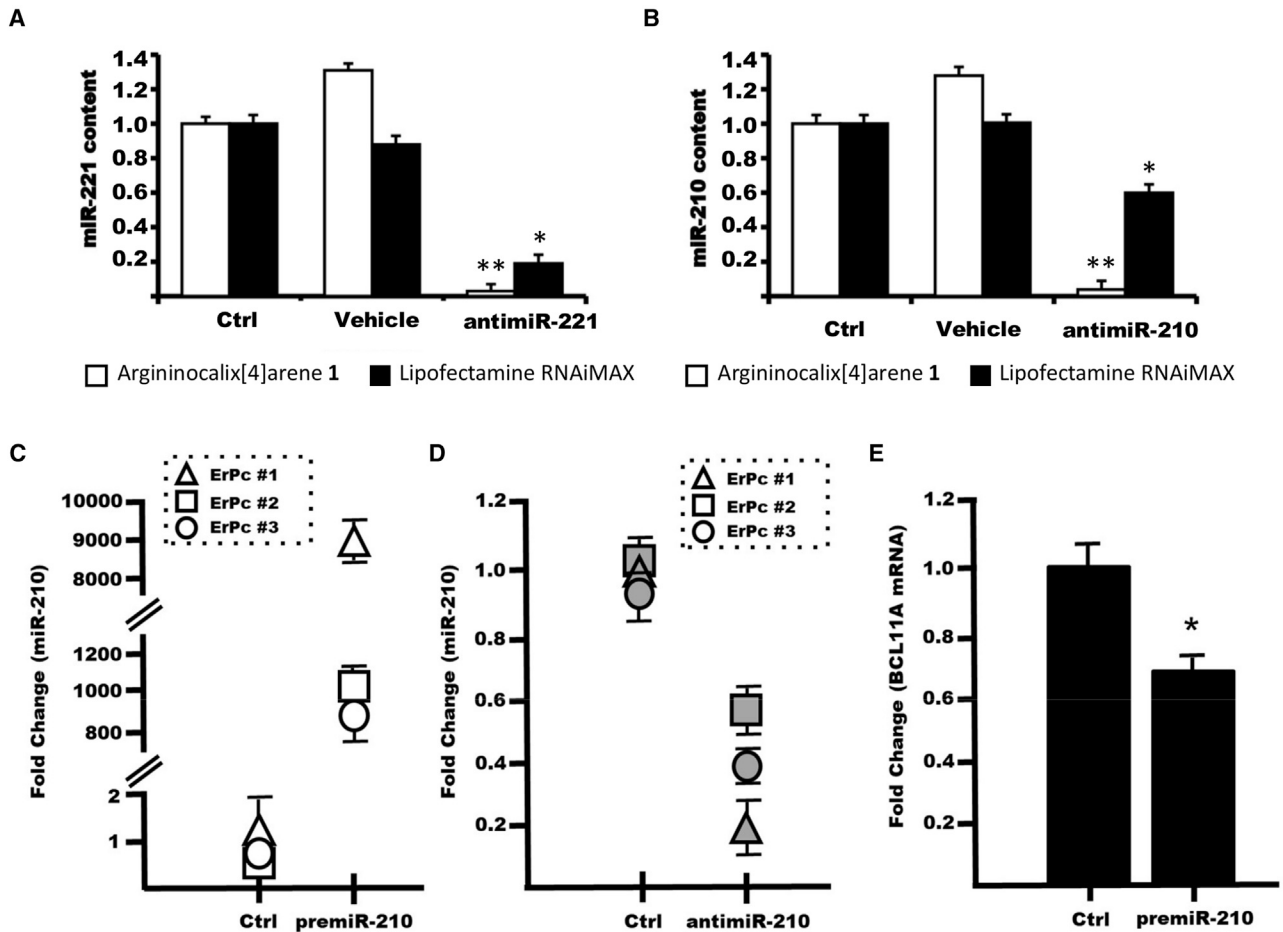 A
1.4
1.2
1.0
0.8
0.6
0.4
0.2
mIR-221 content
**
*
Ctrl
Vehicle
antimiR-221
Argininocalix[4]arene 1
Lipofectamine RNAiMAX
B
1.4
1.2
1.0
0.8
0.6
0.4
0.2
mIR-210 content
**
*
Ctrl
Vehicle
antimiR-210
Argininocalix[4]arene 1
Lipofectamine RNAiMAX
C
ErPc #1
ErPc #2
ErPc #3
10000
9000
8000
1200
1000
800
2
1
Fold Change (miR-210)
Ctrl
premiR-210
D
ErPc #1
ErPc #2
ErPc #3
1.2
1.0
0.8
0.6
0.4
0.2
Fold Change (miR-210)
Ctrl
antimiR-210
E
1.2
1.0
0.8
0.6
0.4
0.2
Fold Change (BCL11A mRNA)
*
Ctrl
premiR-210